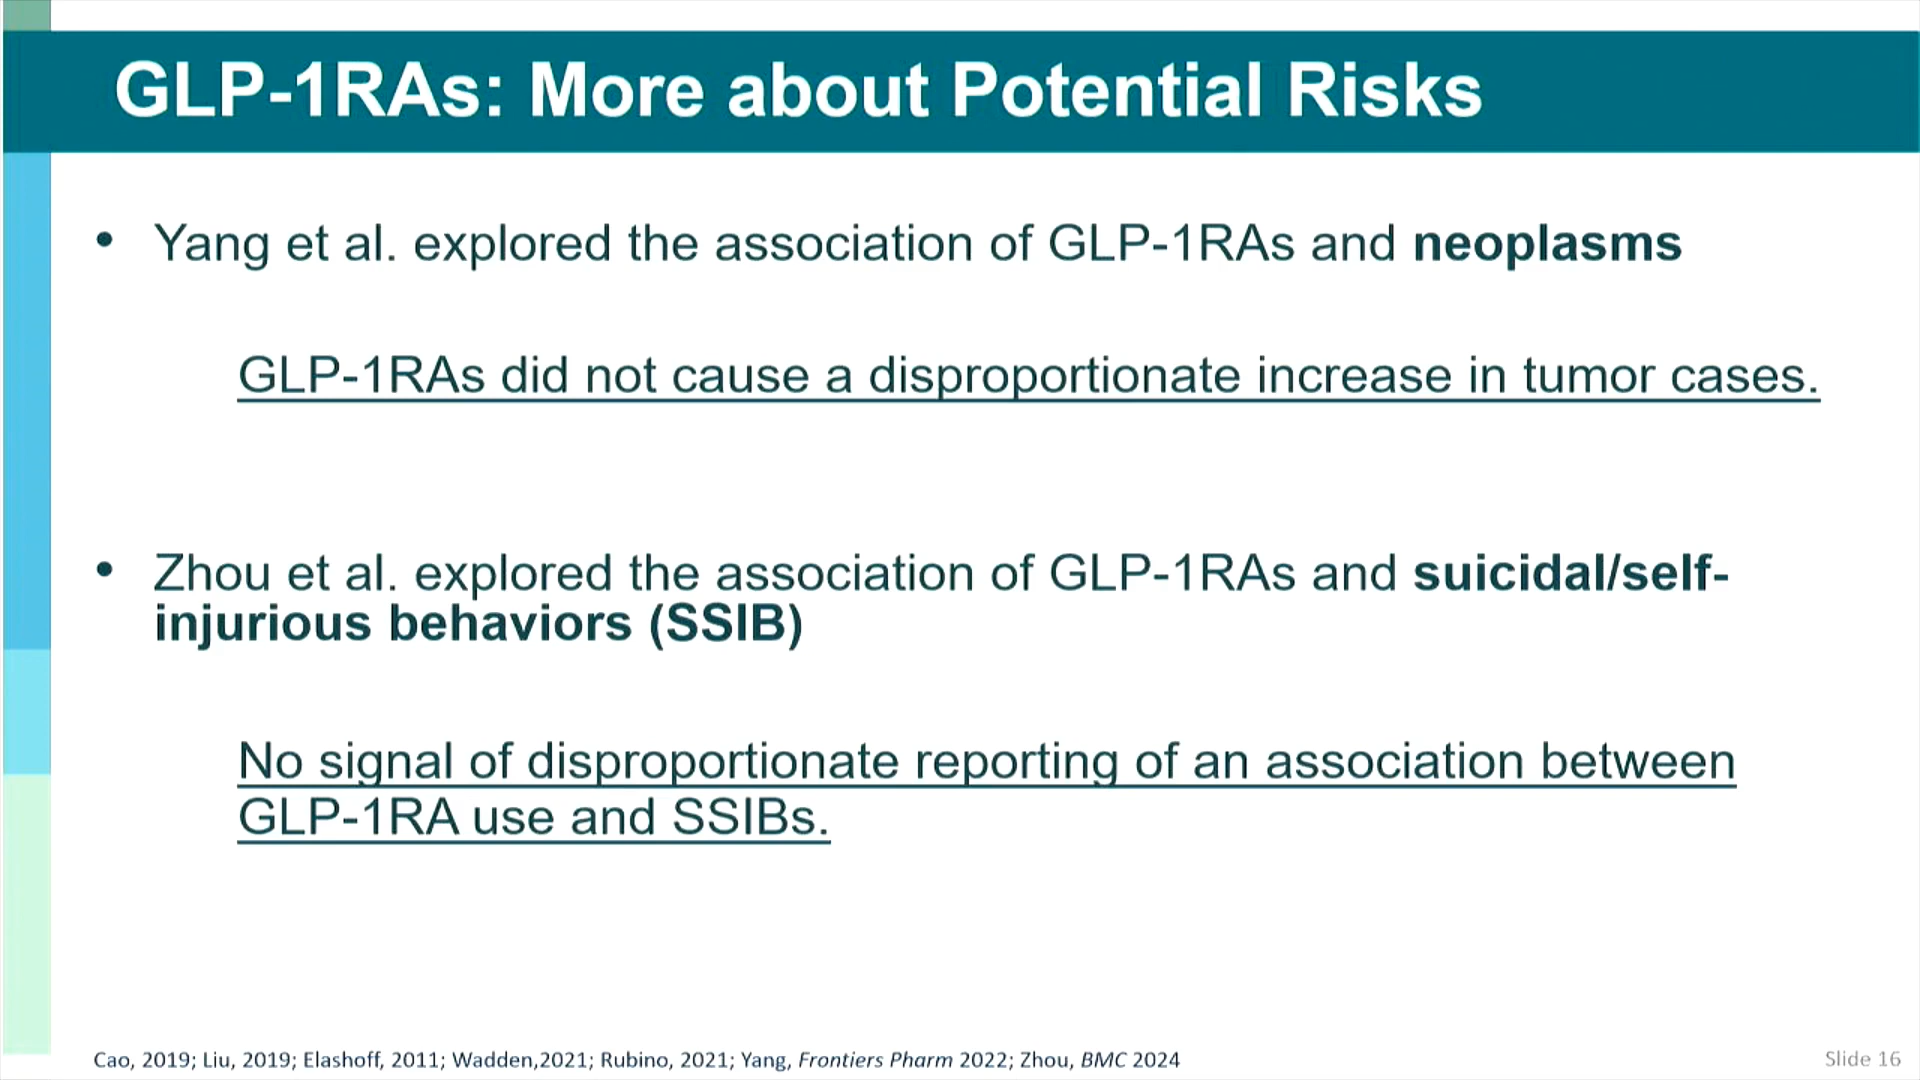 GLP-1RAs: More about Potential Risks
• Yang et al. explored the association of GLP-1RAs and neoplasms
GLP-1RAs did not cause a disproportionate increase in tumor cases.
• Zhou et al. explored the association of GLP-1RAs and suicidal/self-
injurious behaviors (SSIB)
No signal of disproportionate reporting of an association between
GLP-1RA use and SSIBs.
Cao, 2019; Liu, 2019; Elashoff, 2011; Wadden,2021; Rubino, 2021; Yang, Frontiers Pharm 2022; Zhou, BMC 2024
Slide 16